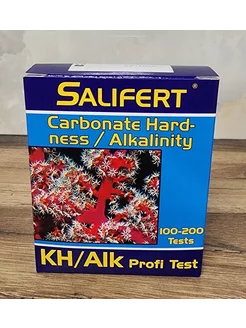 SALIFERT®
Carbonate Hard-
ness / Alkalinity
100-200
Tests
KH/Alk Profi Test